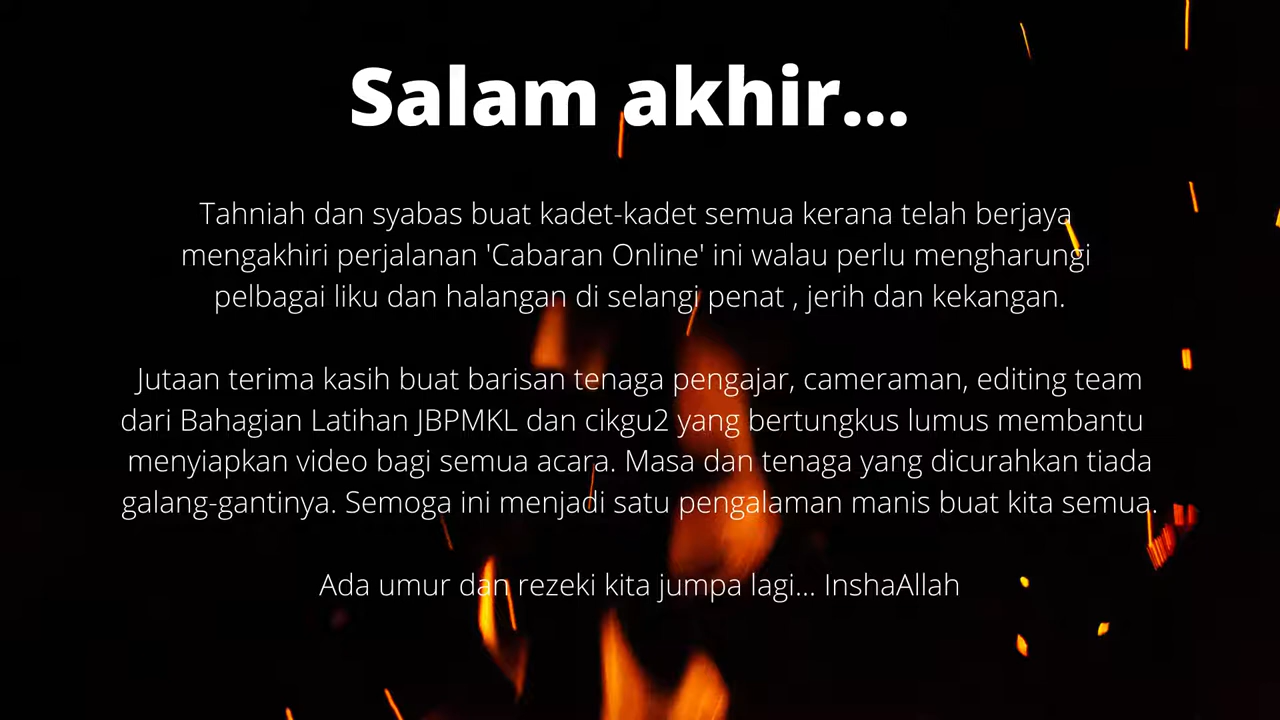 Salam akhir...
Tahniah dan syabas buat kadet-kadet semua kerana telah berjaya
mengakhiri perjalanan 'Cabaran Online' ini walau perlu mengharungi
pelbagai liku dan halangan di selangi penat , jerih dan kekangan.
Jutaan terima kasih buat barisan tenaga pengajar, cameraman, editing team
dari Bahagian Latihan JBPMKL dan cikgu2 yang bertungkus lumus membantu
menyiapkan video bagi semua acara. Masa dan tenaga yang dicurahkan tiada
galang-gantinya. Semoga ini menjadi satu pengalaman manis buat kita semua.
Ada umur dan rezeki kita jumpa lagi... InshaAllah